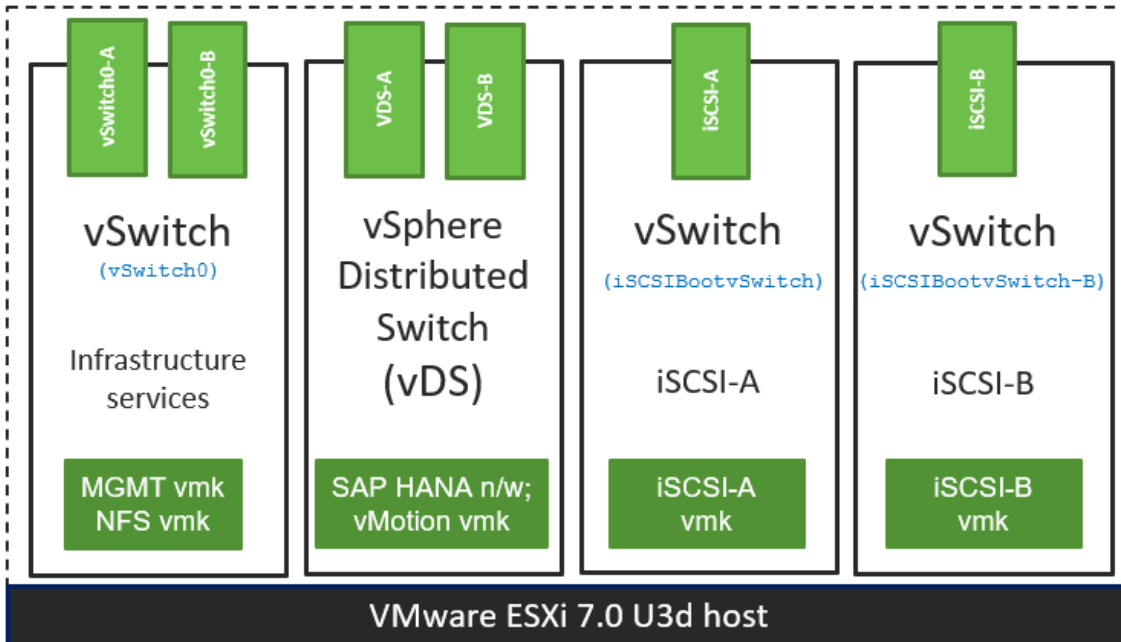 vSwitch0-A
vSwitch0-B
vSwitch
(vSwitch0)
Infrastructure
services
MGMT vmk
NFS vmk
VDS-A
VDS-B
vSphere
Distributed
Switch
(vDS)
SAP HANA n/w;
vMotion vmk
iSCSI-A
vSwitch
(iSCSIBootvSwitch)
iSCSI-A
iSCSI-A
vmk
iSCSI-B
vSwitch
(iSCSIBootvSwitch-B)
iSCSI-B
iSCSI-B
vmk
VMware ESXi 7.0 U3d host